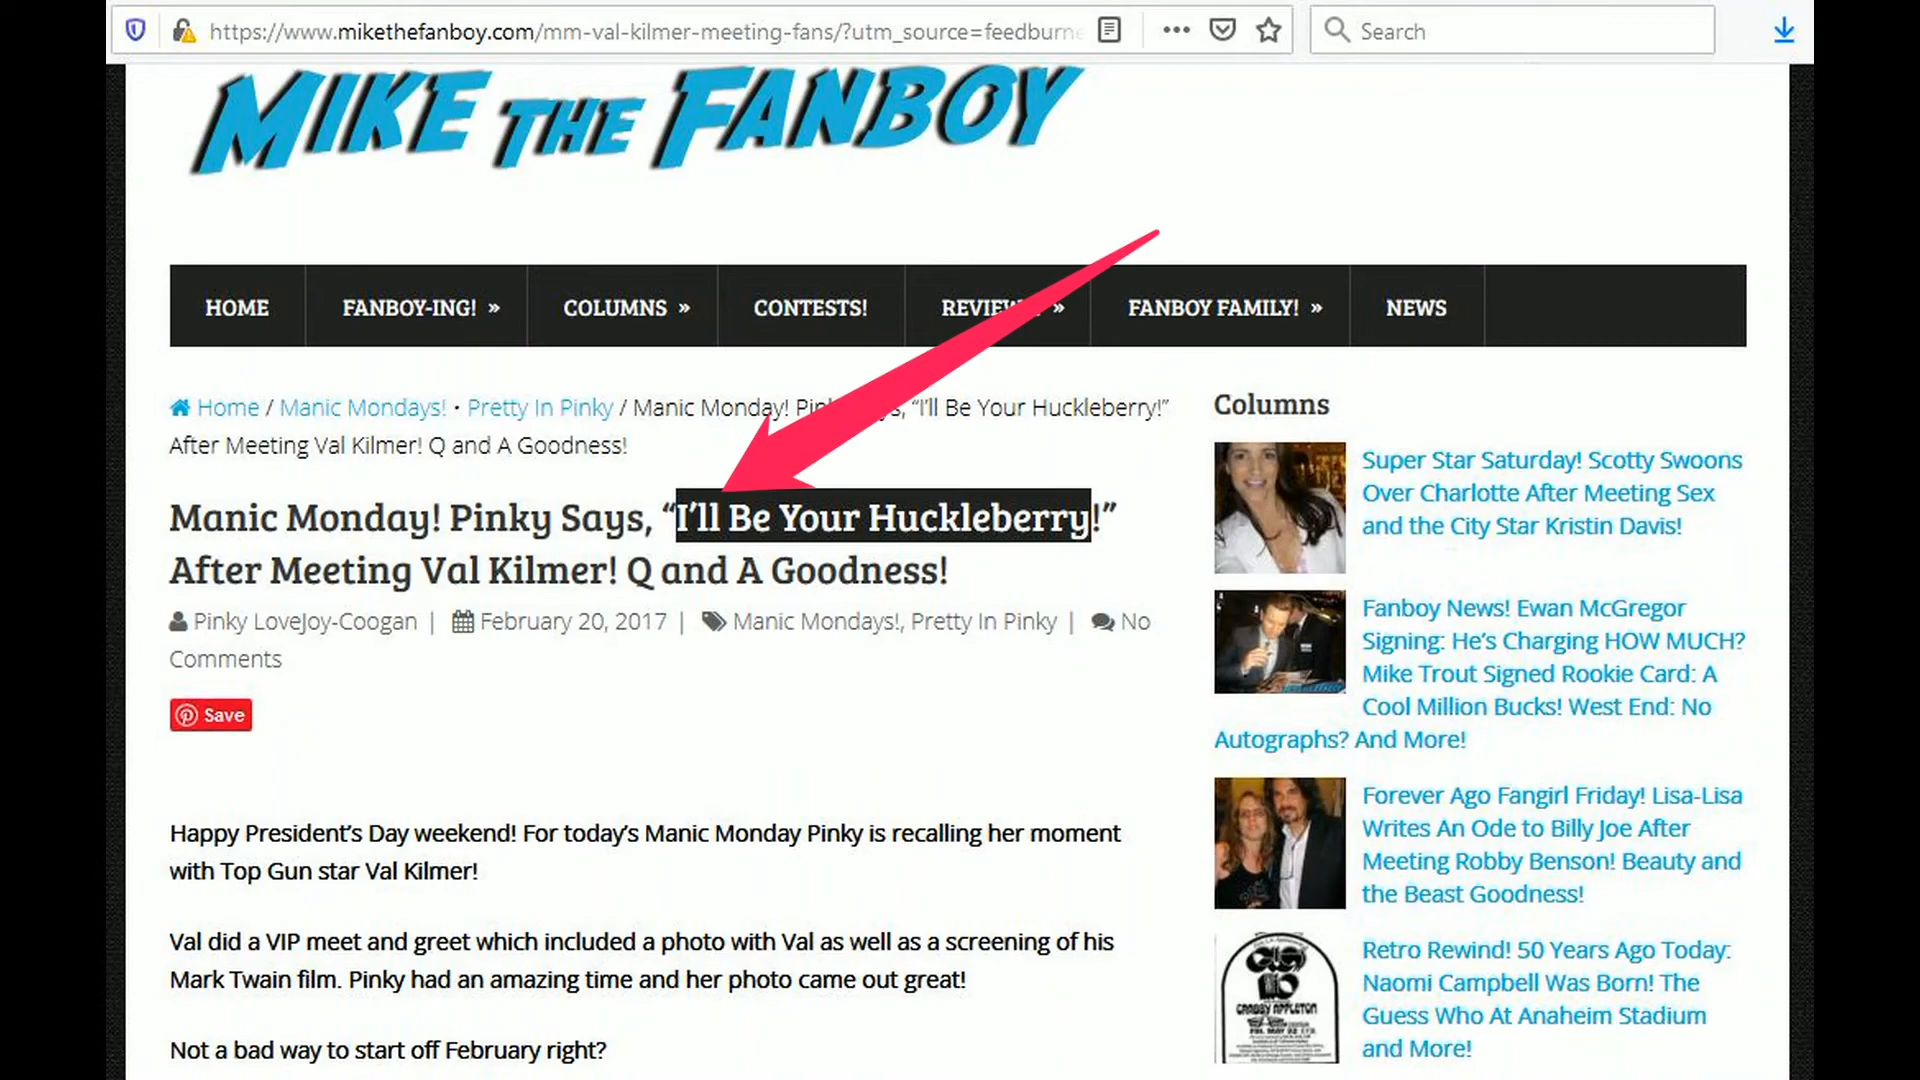 https://www.mikethefanboy.com/mm-val-kilmer-meeting-fans/?utm_source=feedburne
Search
MIKE THE FANBOY
HOME
FANBOY-ING! »
COLUMNS »
CONTESTS!
»
FANBOY FAMILY! »
NEWS
Home / Manic Mondays! • Pretty In Pinky / Manic Monday! “I’ll Be Your Huckleberry!”
After Meeting Val Kilmer! Q and A Goodness!
Manic Monday! Pinky Says, “I’ll Be Your Huckleberry!”
After Meeting Val Kilmer! Q and A Goodness!
Pinky LoveJoy-Coogan | February 20, 2017 | Manic Mondays!, Pretty In Pinky | No
Comments
Save
Happy President’s Day weekend! For today’s Manic Monday Pinky is recalling her moment
with Top Gun star Val Kilmer!
Val did a VIP meet and greet which included a photo with Val as well as a screening of his
Mark Twain film. Pinky had an amazing time and her photo came out great!
Not a bad way to start off February right?
Columns
Super Star Saturday! Scotty Swoons
Over Charlotte After Meeting Sex
and the City Star Kristin Davis!
Fanboy News! Ewan McGregor
Signing: He’s Charging HOW MUCH?
Mike Trout Signed Rookie Card: A
Cool Million Bucks! West End: No
Autographs? And More!
Forever Ago Fangirl Friday! Lisa-Lisa
Writes An Ode to Billy Joe After
Meeting Robby Benson! Beauty and
the Beast Goodness!
GRABBY APPLETON
Retro Rewind! 50 Years Ago Today:
Naomi Campbell Was Born! The
Guess Who At Anaheim Stadium
and More!